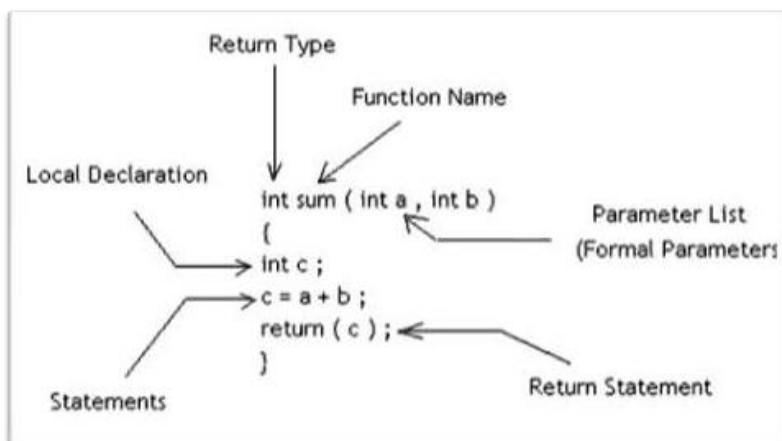 Return Type
Function Name
Local Declaration
int sum ( int a , int b )
Parameter List
(Formal Parameters
{
int c ;
c = a + b ;
return ( c ) ;
}
Return Statement
Statements